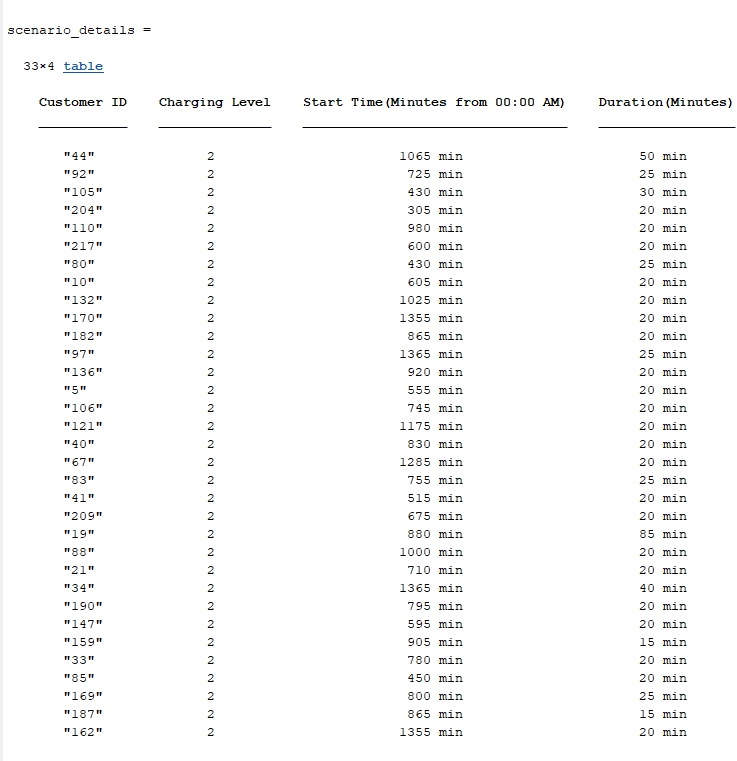 scenario_details =
33×4 table
Customer ID Charging Level Start Time(Minutes from 00:00 AM) Duration(Minutes)
"44" 2 1065 min 50 min
"92" 2 725 min 25 min
"105" 2 430 min 30 min
"204" 2 305 min 20 min
"110" 2 980 min 20 min
"217" 2 600 min 20 min
"80" 2 430 min 25 min
"10" 2 605 min 20 min
"132" 2 1025 min 20 min
"170" 2 1355 min 20 min
"182" 2 865 min 20 min
"97" 2 1365 min 25 min
"136" 2 920 min 20 min
"5" 2 555 min 20 min
"106" 2 745 min 20 min
"121" 2 1175 min 20 min
"40" 2 830 min 20 min
"67" 2 1285 min 20 min
"83" 2 755 min 25 min
"41" 2 515 min 20 min
"209" 2 675 min 20 min
"19" 2 880 min 85 min
"88" 2 1000 min 20 min
"21" 2 710 min 20 min
"34" 2 1365 min 40 min
"190" 2 795 min 20 min
"147" 2 595 min 20 min
"159" 2 905 min 15 min
"33" 2 780 min 20 min
"85" 2 450 min 20 min
"169" 2 800 min 25 min
"187" 2 865 min 15 min
"162" 2 1355 min 20 min